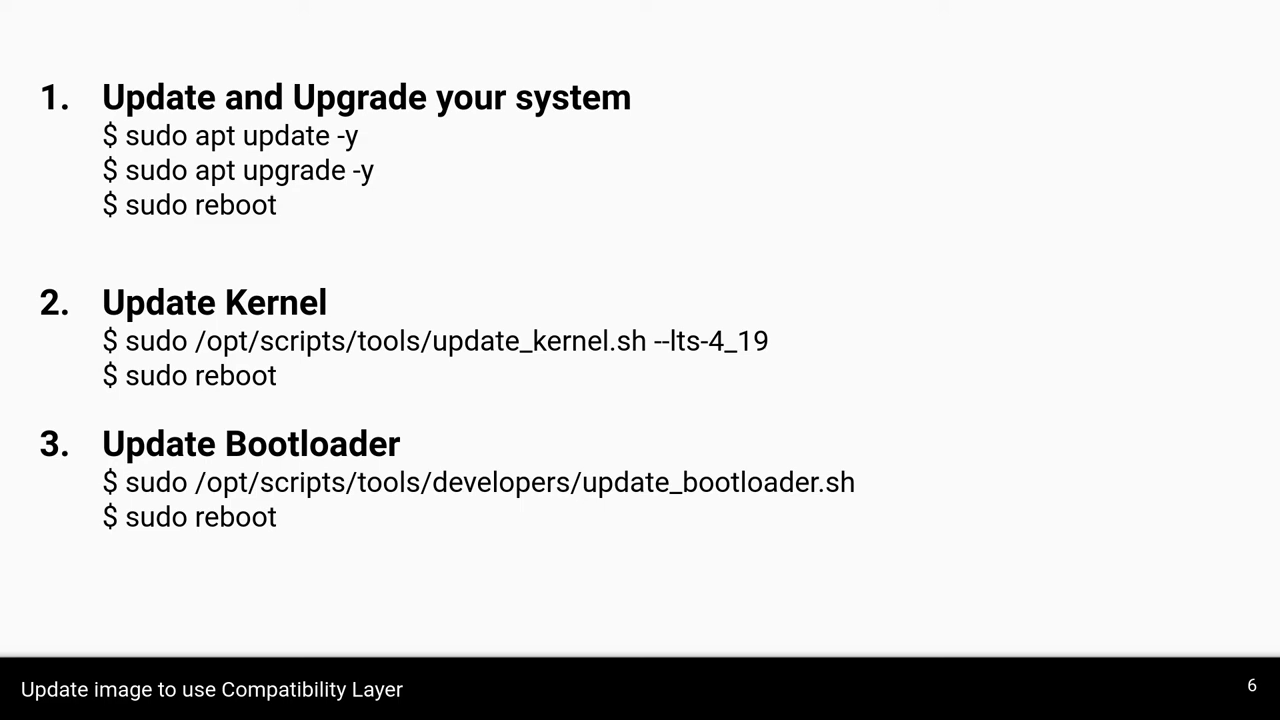 1. Update and Upgrade your system
$ sudo apt update -y
$ sudo apt upgrade -y
$ sudo reboot
2. Update Kernel
$ sudo /opt/scripts/tools/update_kernel.sh --lts-4_19
$ sudo reboot
3. Update Bootloader
$ sudo /opt/scripts/tools/developers/update_bootloader.sh
$ sudo reboot
Update image to use Compatibility Layer
6